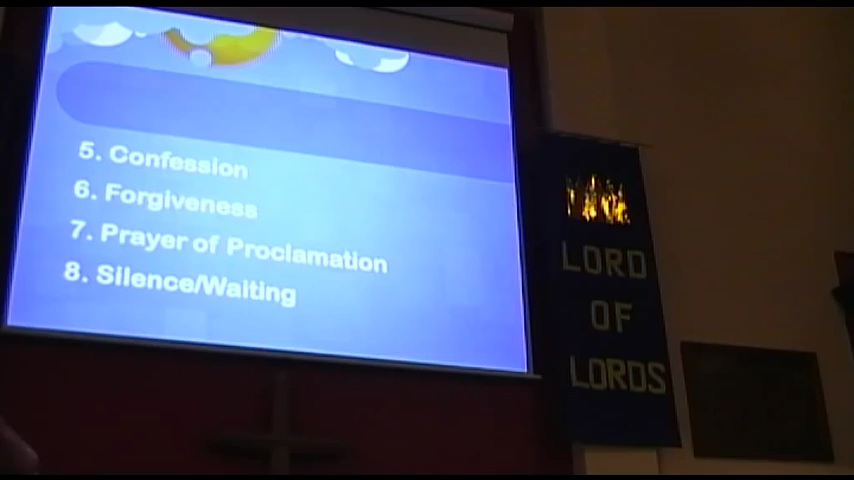 5. Confession
6. Forgiveness
7. Prayer of Proclamation
8. Silence/Waiting
LORD
OF
LORDS